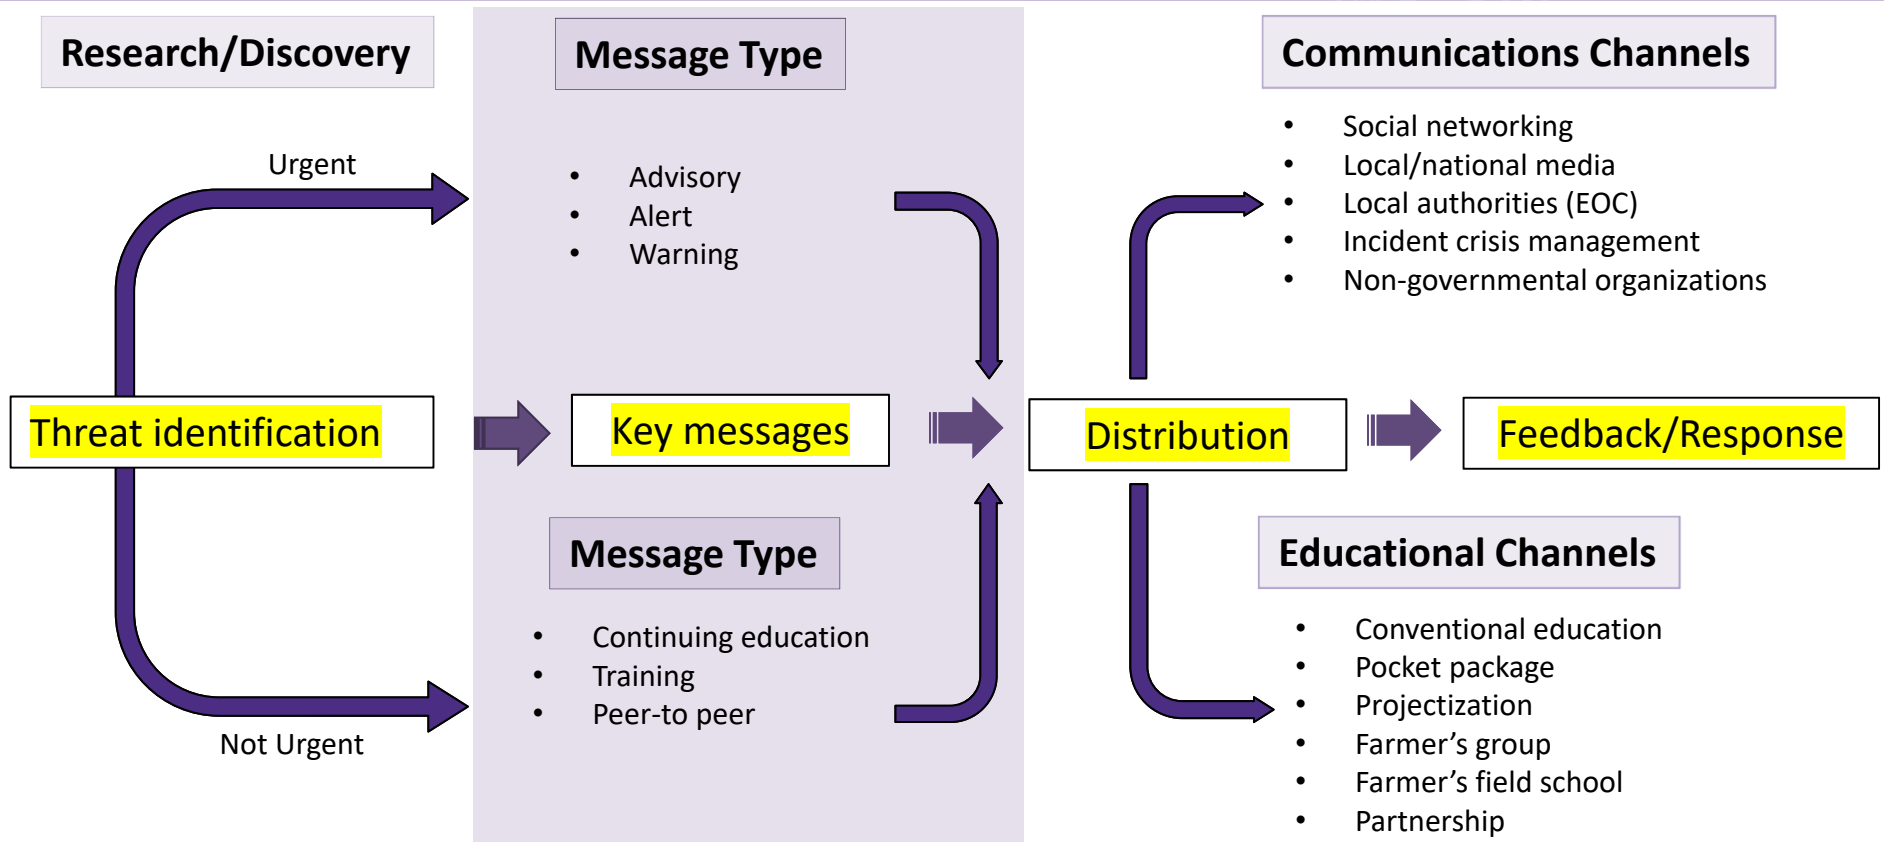 Research/Discovery
Message Type
Communications Channels
Urgent
• Advisory
• Alert
• Warning
• Social networking
• Local/national media
• Local authorities (EOC)
• Incident crisis management
• Non-governmental organizations
Threat identification
Key messages
Distribution
Feedback/Response
Message Type
Educational Channels
• Continuing education
• Training
• Peer-to peer
Not Urgent
• Conventional education
• Pocket package
• Projectization
• Farmer’s group
• Farmer’s field school
• Partnership